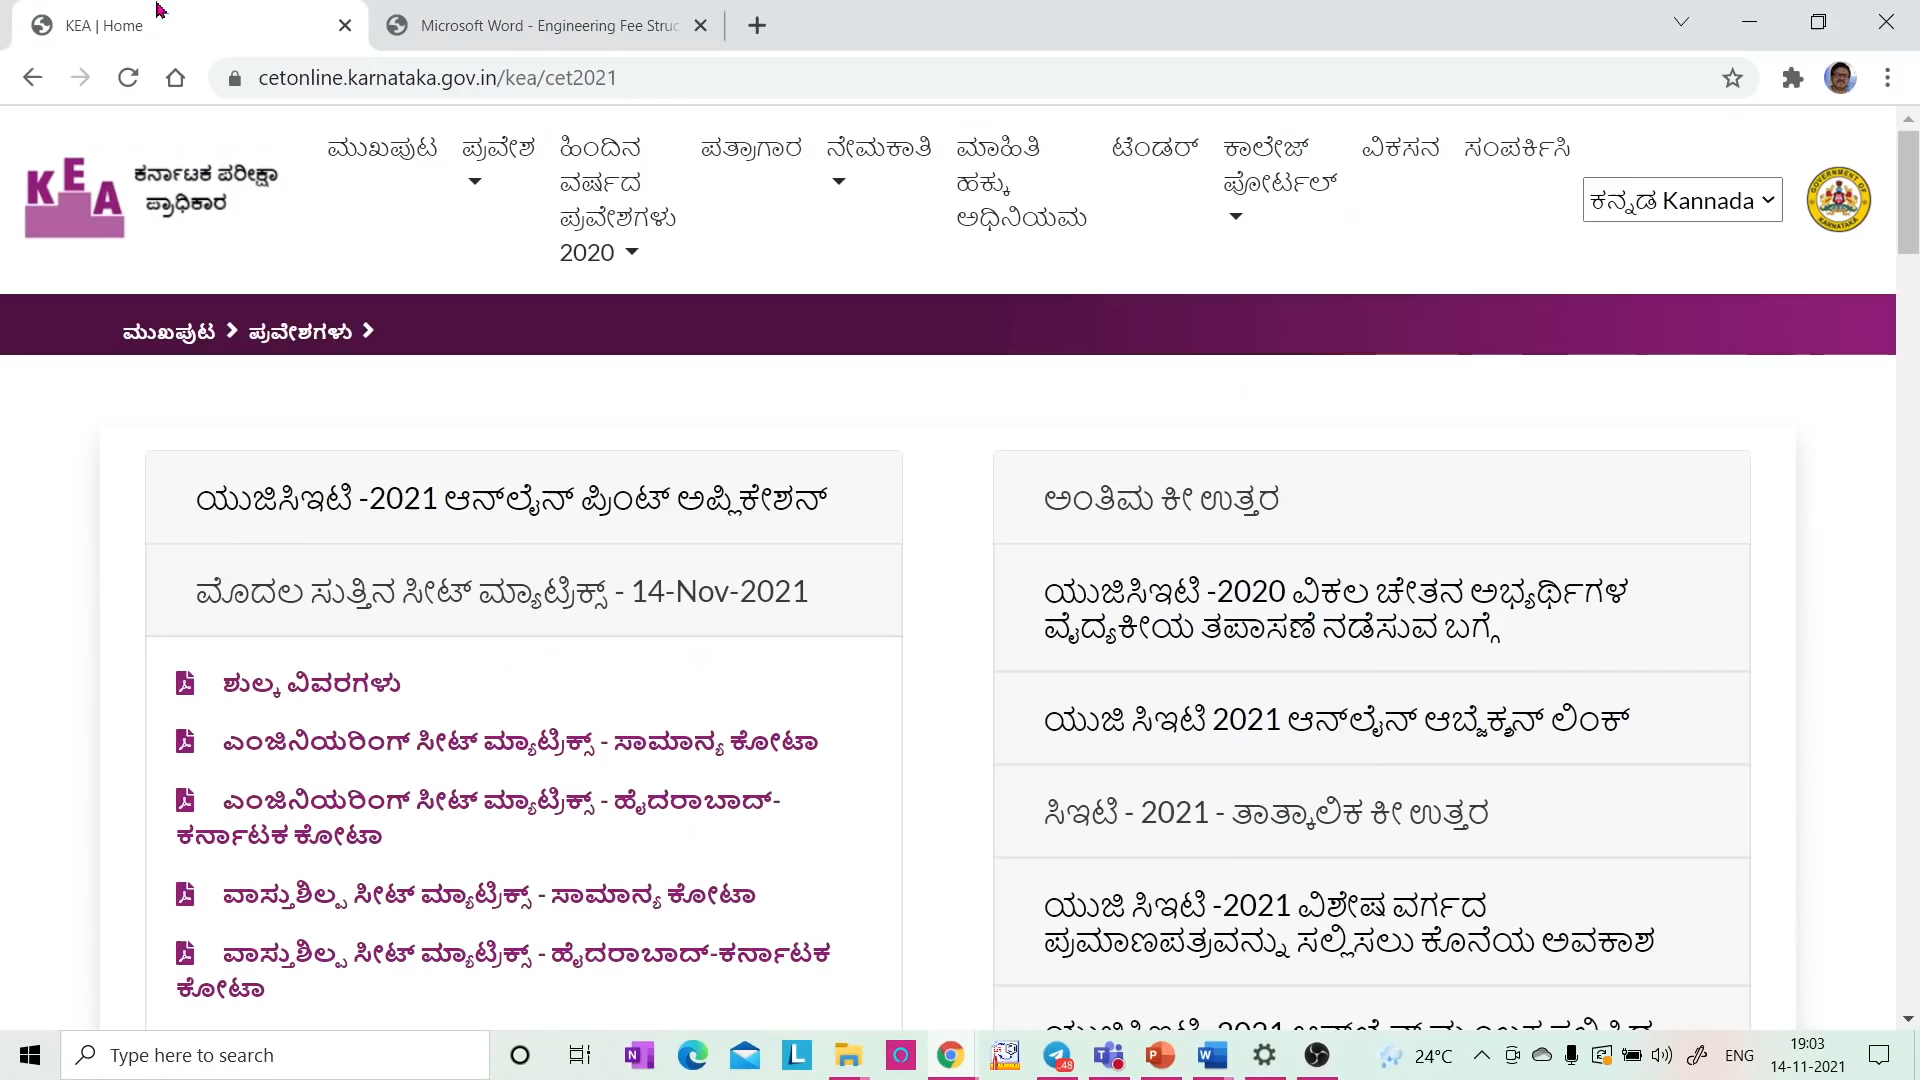 KEA | Home
Microsoft Word - Engineering Fee Struc
cetonline.karnataka.gov.in/kea/cet2021
KEA
ಕರ್ನಾಟಕ ಪರೀಕ್ಷಾ
ಪ್ರಾಧಿಕಾರ
ಮುಖಪುಟ
ಪ್ರವೇಶ
ಹಿಂದಿನ
ವರ್ಷದ
ಪ್ರವೇಶಗಳು
2020
ಪತ್ರಾಗಾರ
ನೇಮಕಾತಿ
ಮಾಹಿತಿ
ಹಕ್ಕು
ಅಧಿನಿಯಮ
ಟೆಂಡರ್
ಕಾಲೇಜ್
ಪೋರ್ಟಲ್
ವಿಕಸನ
ಸಂಪರ್ಕಿಸಿ
ಕನ್ನಡ Kannada
ಮುಖಪುಟ > ಪ್ರವೇಶಗಳು >
ಯುಜಿಸಿಇಟಿ -2021 ಆನ್‌ಲೈನ್ ಪ್ರಿಂಟ್ ಅಪ್ಲಿಕೇಶನ್
ಮೊದಲ ಸುತ್ತಿನ ಸೀಟ್ ಮ್ಯಾಟ್ರಿಕ್ಸ್ - 14-Nov-2021
ಶುಲ್ಕ ವಿವರಗಳು
ಎಂಜಿನಿಯರಿಂಗ್ ಸೀಟ್ ಮ್ಯಾಟ್ರಿಕ್ಸ್ - ಸಾಮಾನ್ಯ ಕೋಟಾ
ಎಂಜಿನಿಯರಿಂಗ್ ಸೀಟ್ ಮ್ಯಾಟ್ರಿಕ್ಸ್ - ಹೈದರಾಬಾದ್-
ಕರ್ನಾಟಕ ಕೋಟಾ
ವಾಸ್ತುಶಿಲ್ಪ ಸೀಟ್ ಮ್ಯಾಟ್ರಿಕ್ಸ್ - ಸಾಮಾನ್ಯ ಕೋಟಾ
ವಾಸ್ತುಶಿಲ್ಪ ಸೀಟ್ ಮ್ಯಾಟ್ರಿಕ್ಸ್ - ಹೈದರಾಬಾದ್-ಕರ್ನಾಟಕ
ಕೋಟಾ
ಅಂತಿಮ ಕೀ ಉತ್ತರ
ಯುಜಿಸಿಇಟಿ -2020 ವಿಕಲ ಚೇತನ ಅಭ್ಯರ್ಥಿಗಳ
ವೈದ್ಯಕೀಯ ತಪಾಸಣೆ ನಡೆಸುವ ಬಗ್ಗೆ
ಯುಜಿ ಸಿಇಟಿ 2021 ಆನ್‌ಲೈನ್ ಆಬ್ಜೆಕ್ಶನ್ ಲಿಂಕ್
ಸಿಇಟಿ - 2021 - ತಾತ್ಕಾಲಿಕ ಕೀ ಉತ್ತರ
ಯುಜಿ ಸಿಇಟಿ -2021 ವಿಶೇಷ ವರ್ಗದ
ಪ್ರಮಾಣಪತ್ರವನ್ನು ಸಲ್ಲಿಸಲು ಕೊನೆಯ ಅವಕಾಶ
Type here to search
48
24°C
ENG
19:03
14-11-2021